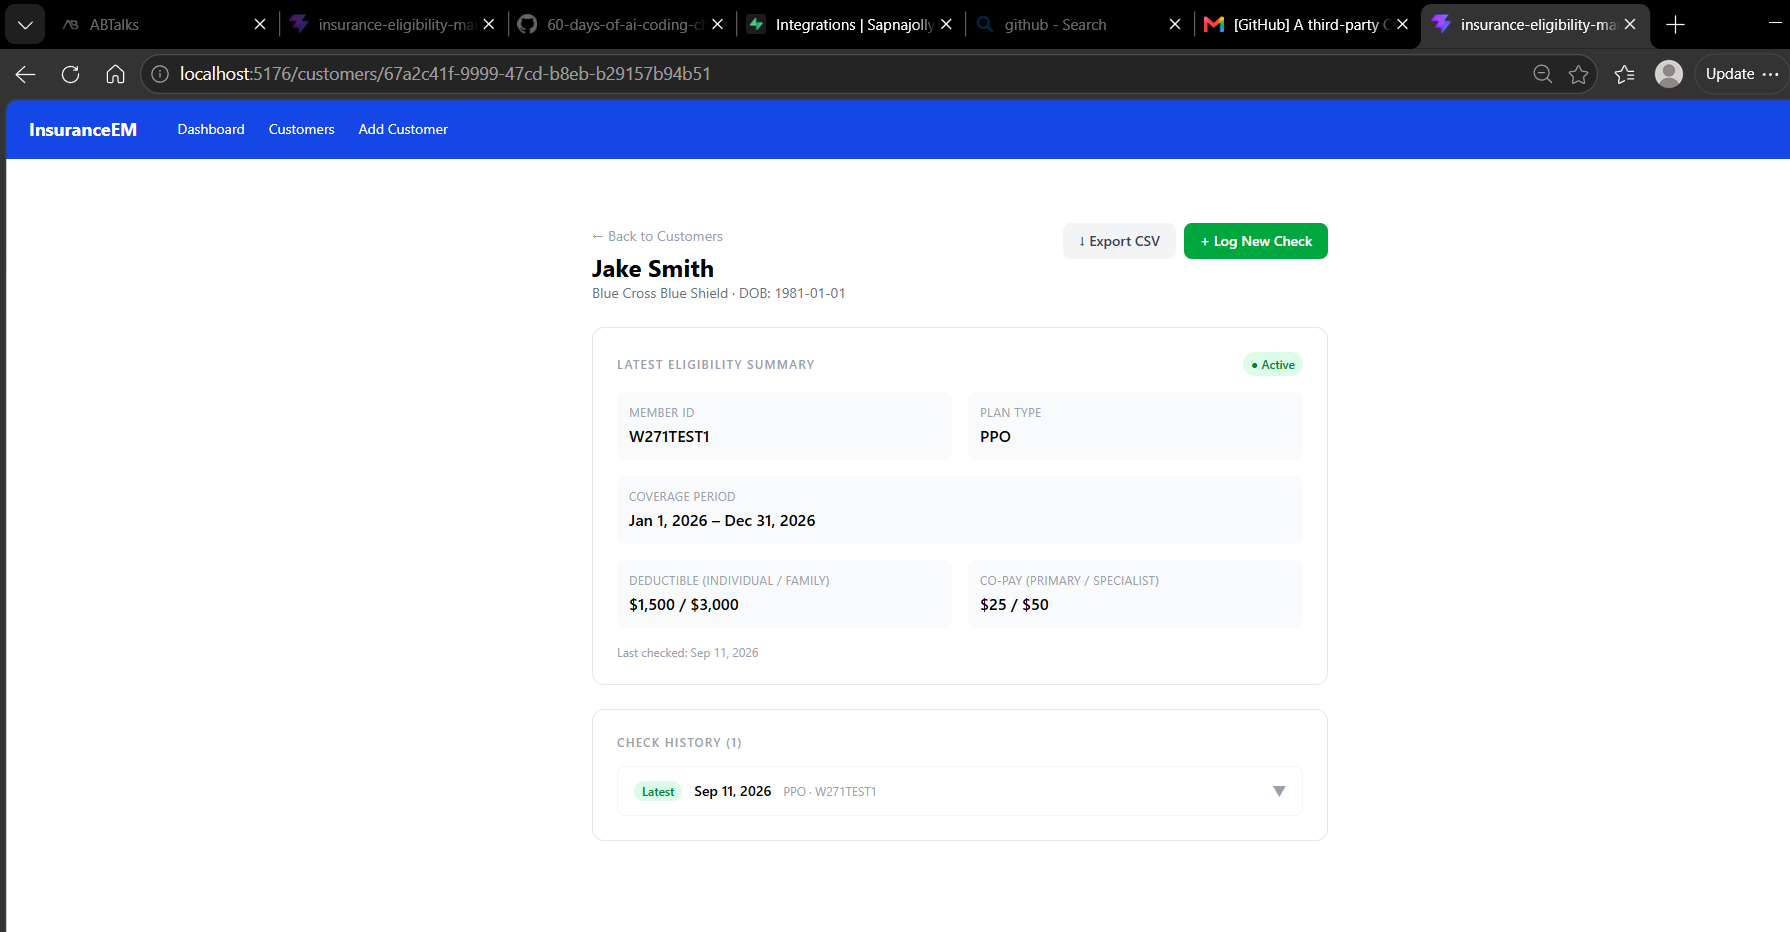 ABTalks
insurance-eligibility-ma
60-days-of-ai-coding-c
Integrations | Sapnajolly
github - Search
[GitHub] A third-party
insurance-eligibility-ma
localhost:5176/customers/67a2c41f-9999-47cd-b8eb-b29157b94b51
Update
InsuranceEM
Dashboard
Customers
Add Customer
← Back to Customers
↓ Export CSV
+ Log New Check
Jake Smith
Blue Cross Blue Shield · DOB: 1981-01-01
LATEST ELIGIBILITY SUMMARY
• Active
MEMBER ID
W271TEST1
PLAN TYPE
PPO
COVERAGE PERIOD
Jan 1, 2026 – Dec 31, 2026
DEDUCTIBLE (INDIVIDUAL / FAMILY)
$1,500 / $3,000
CO-PAY (PRIMARY / SPECIALIST)
$25 / $50
Last checked: Sep 11, 2026
CHECK HISTORY (1)
Latest Sep 11, 2026 PPO · W271TEST1 ▼